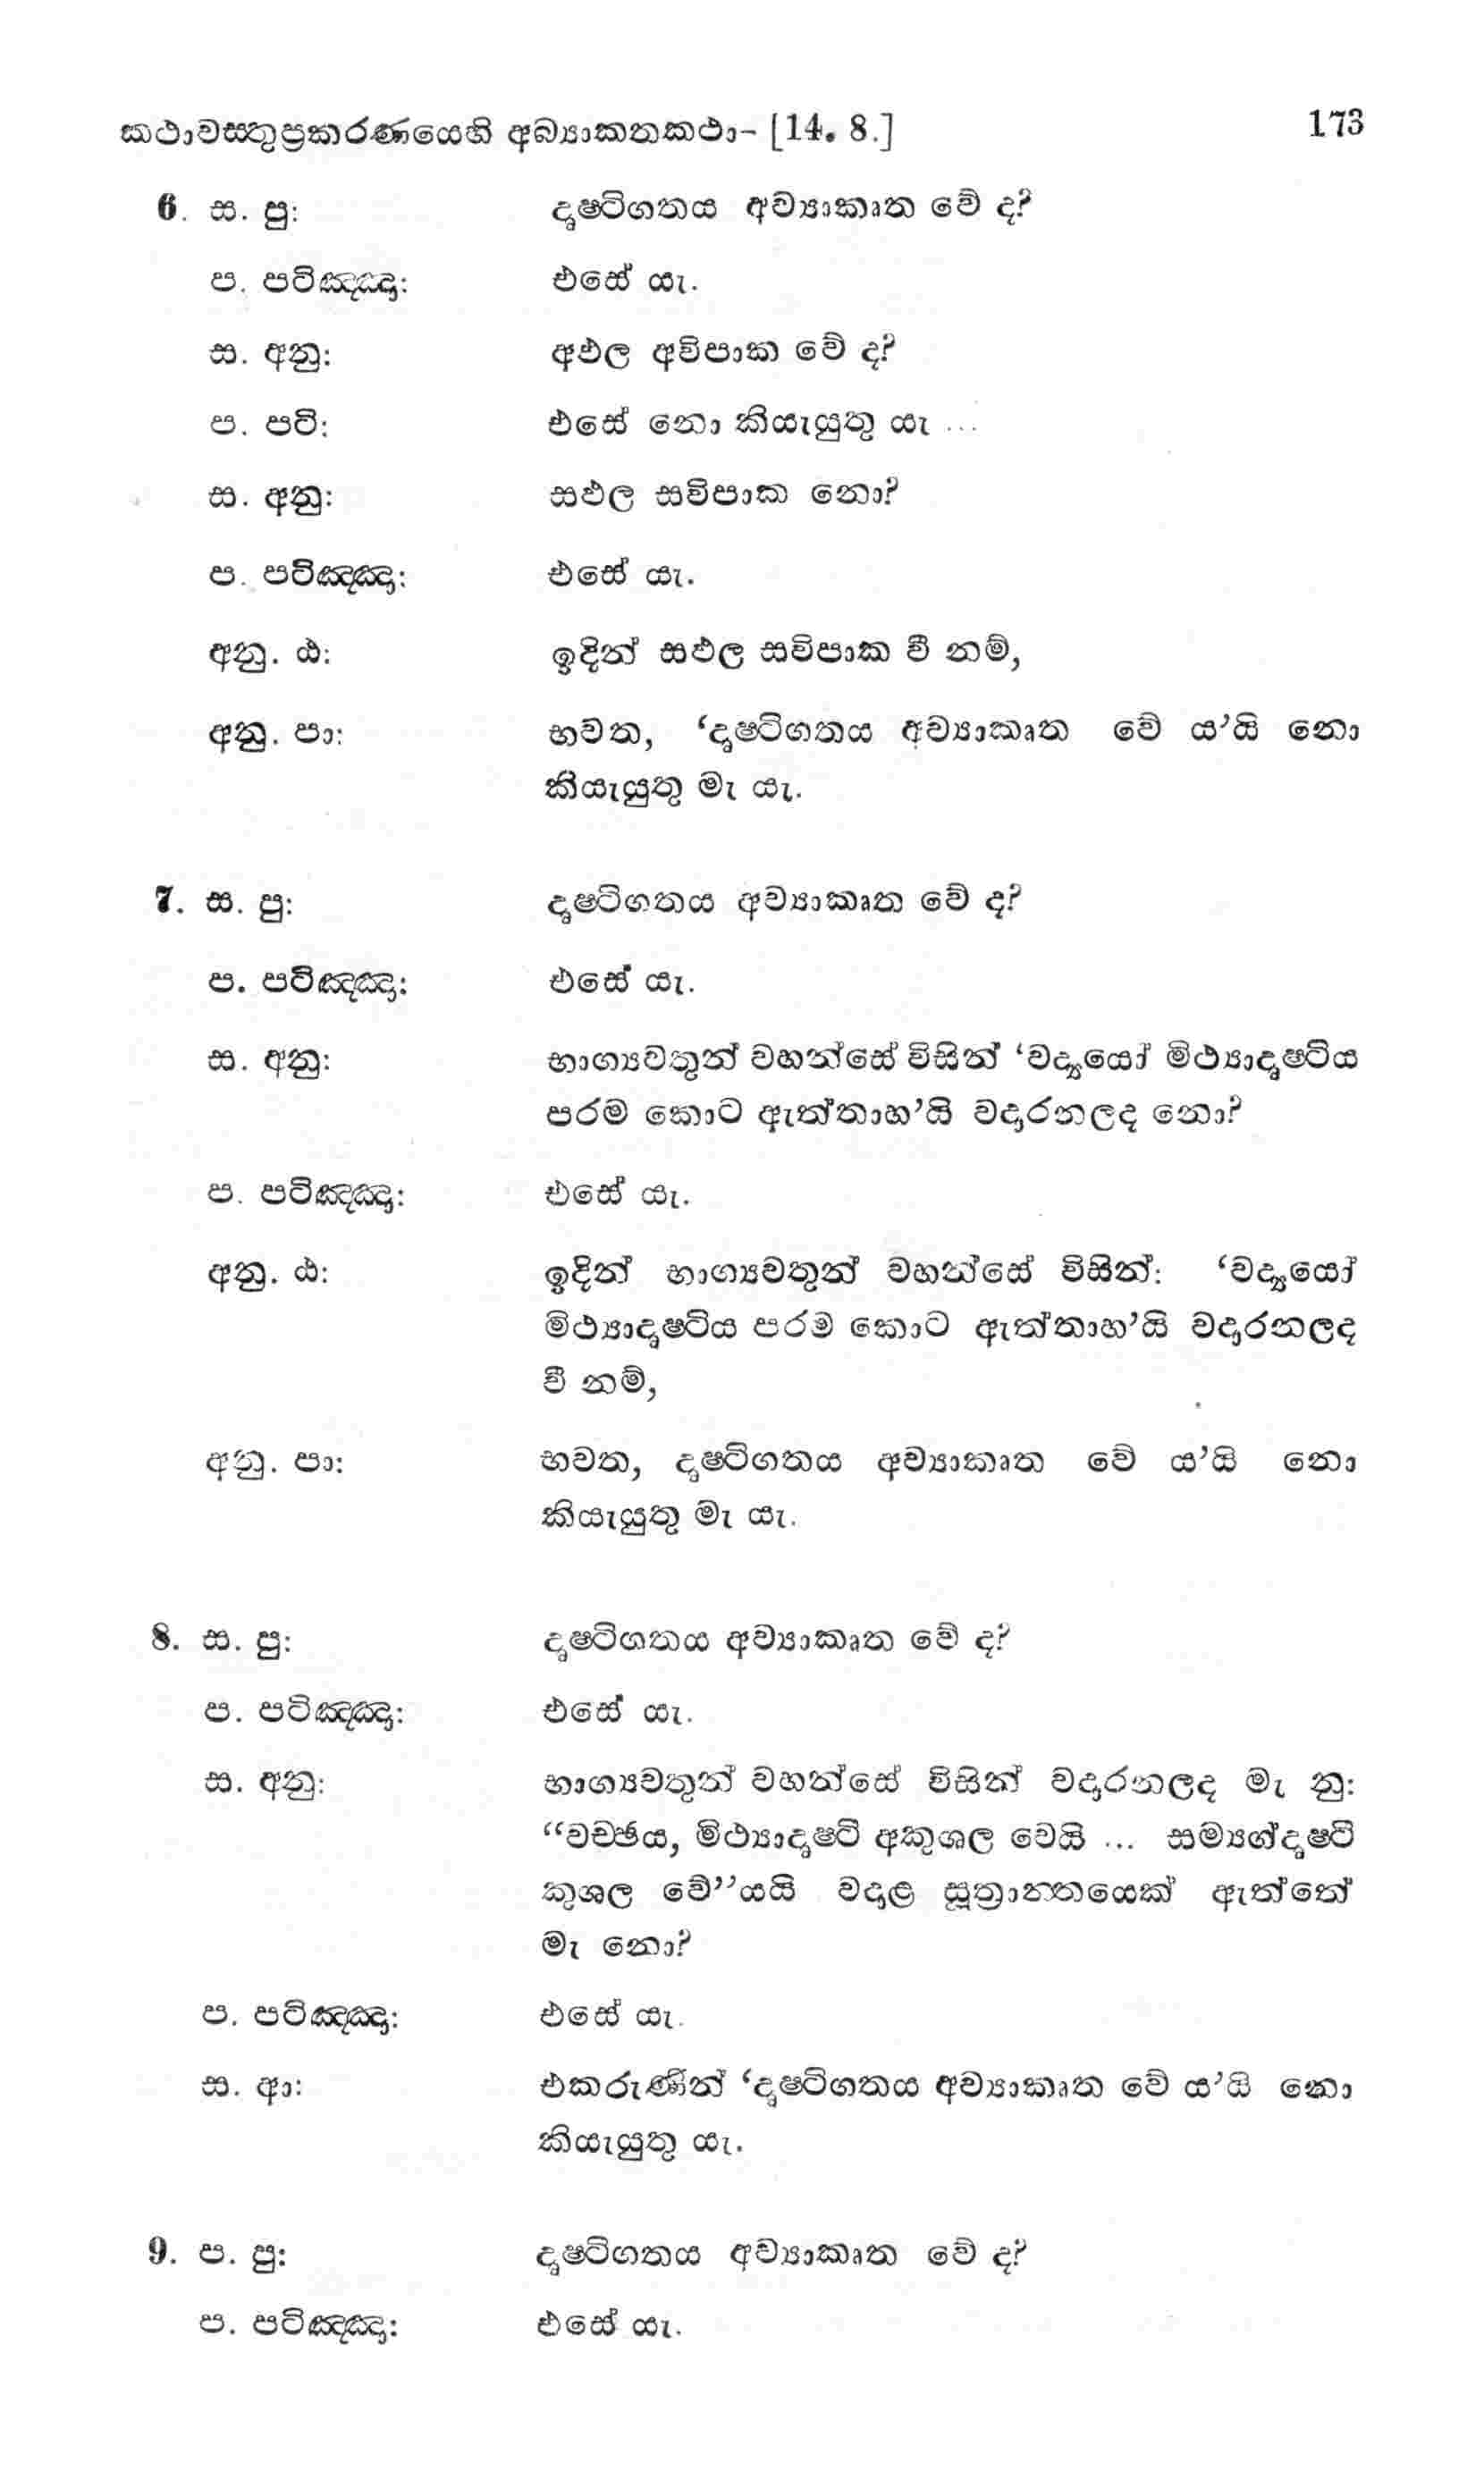 කථාවස්තුප්‍රකරණයෙහි අබ්‍යාකතකථා- [14. 8.] 173
6. ස. පු: දෘෂ්ටිගතය අව්‍යාකෘත වේ ද?
ප. පටිඤ්ඤා: එසේ යැ.
ස. අනු: අඵල අවිපාක වේ ද?
ප. පටි: එසේ නො කියැයුතු යැ ...
ස. අනු: සඵල සවිපාක නො?
ප. පටිඤ්ඤා: එසේ යැ.
අනු. ඨ: ඉදින් සඵල සවිපාක වී නම්,
අනු. පා: භවත, ‘දෘෂ්ටිගතය අව්‍යාකෘත වේ ය’යි නො
කියැයුතු මැ යැ.
7. ස. පු: දෘෂ්ටිගතය අව්‍යාකෘත වේ ද?
ප. පටිඤ්ඤා: එසේ යැ.
ස. අනු: භාග්‍යවතුන් වහන්සේ විසින් ‘වද්‍යයෝ මිථ්‍යාදෘෂ්ටිය
පරම කොට ඇත්තාහ’යි වදාරනලද නො?
ප. පටිඤ්ඤා: එසේ යැ.
අනු. ඨ: ඉදින් භාග්‍යවතුන් වහන්සේ විසින්: ‘වද්‍යයෝ
මිථ්‍යාදෘෂ්ටිය පරම කොට ඇත්තාහ’යි වදාරනලද
වී නම්,
අනු. පා: භවත, දෘෂ්ටිගතය අව්‍යාකෘත වේ ය’යි නො
කියැයුතු මැ යැ.
8. ස. පු: දෘෂ්ටිගතය අව්‍යාකෘත වේ ද?
ප. පටිඤ්ඤා: එසේ යැ.
ස. අනු: භාග්‍යවතුන් වහන්සේ විසින් වදාරනලද මැ නු:
“වච්ඡය, මිථ්‍යාදෘෂ්ටි අකුශල වෙයි ... සම්‍යග්දෘෂ්ටි
කුශල වේ”යයි වදාළ සූත්‍රාන්තයෙක් ඇත්තේ
මැ නො?
ප. පටිඤ්ඤා: එසේ යැ.
ස. ආ: එකරුණින් ‘දෘෂ්ටිගතය අව්‍යාකෘත වේ ය’යි නො
කියැයුතු යැ.
9. ප. පු: දෘෂ්ටිගතය අව්‍යාකෘත වේ ද?
ප. පටිඤ්ඤා: එසේ යැ.